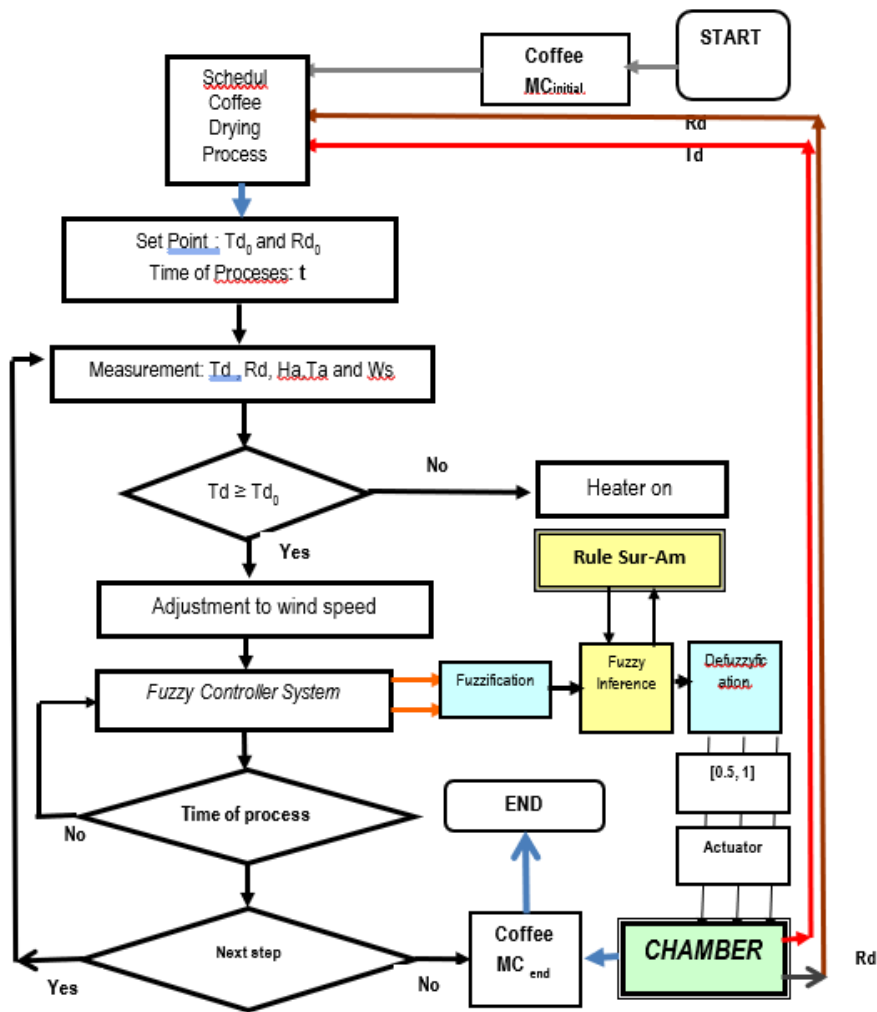 START
Coffee
MCinitial.
Schedul
Coffee
Drying
Process
Rd
Td
Set Point : Td0 and Rd0
Time of Proceses: t
Measurement: Td , Rd, Ha,Ta and Ws
Td ≥ Td0
No
Heater on
Yes
Rule Sur-Am
Adjustment to wind speed
Fuzzy Controller System
Fuzzification
Fuzzy
Inference
Defuzzyfic
ation.
[0.5, 1]
Time of process
No
END
Actuator
Next step
Yes
No
Coffee
MC end
CHAMBER
Rd